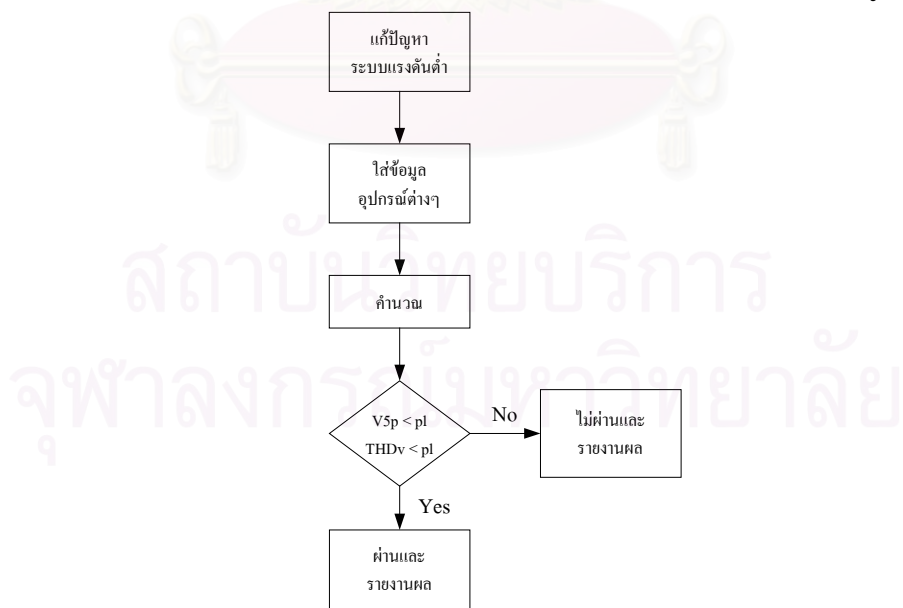 แก้ปัญหา
ระบบแรงดันต่ำ
ใส่ข้อมูล
อุปกรณ์ต่างๆ
คำนวณ
V5p < pl
THDv < pl
No
ไม่ผ่านและ
รายงานผล
Yes
ผ่านและ
รายงานผล
สถาบันวิทยบริการ
จุฬาลงกรณ์มหาวิทยาลัย